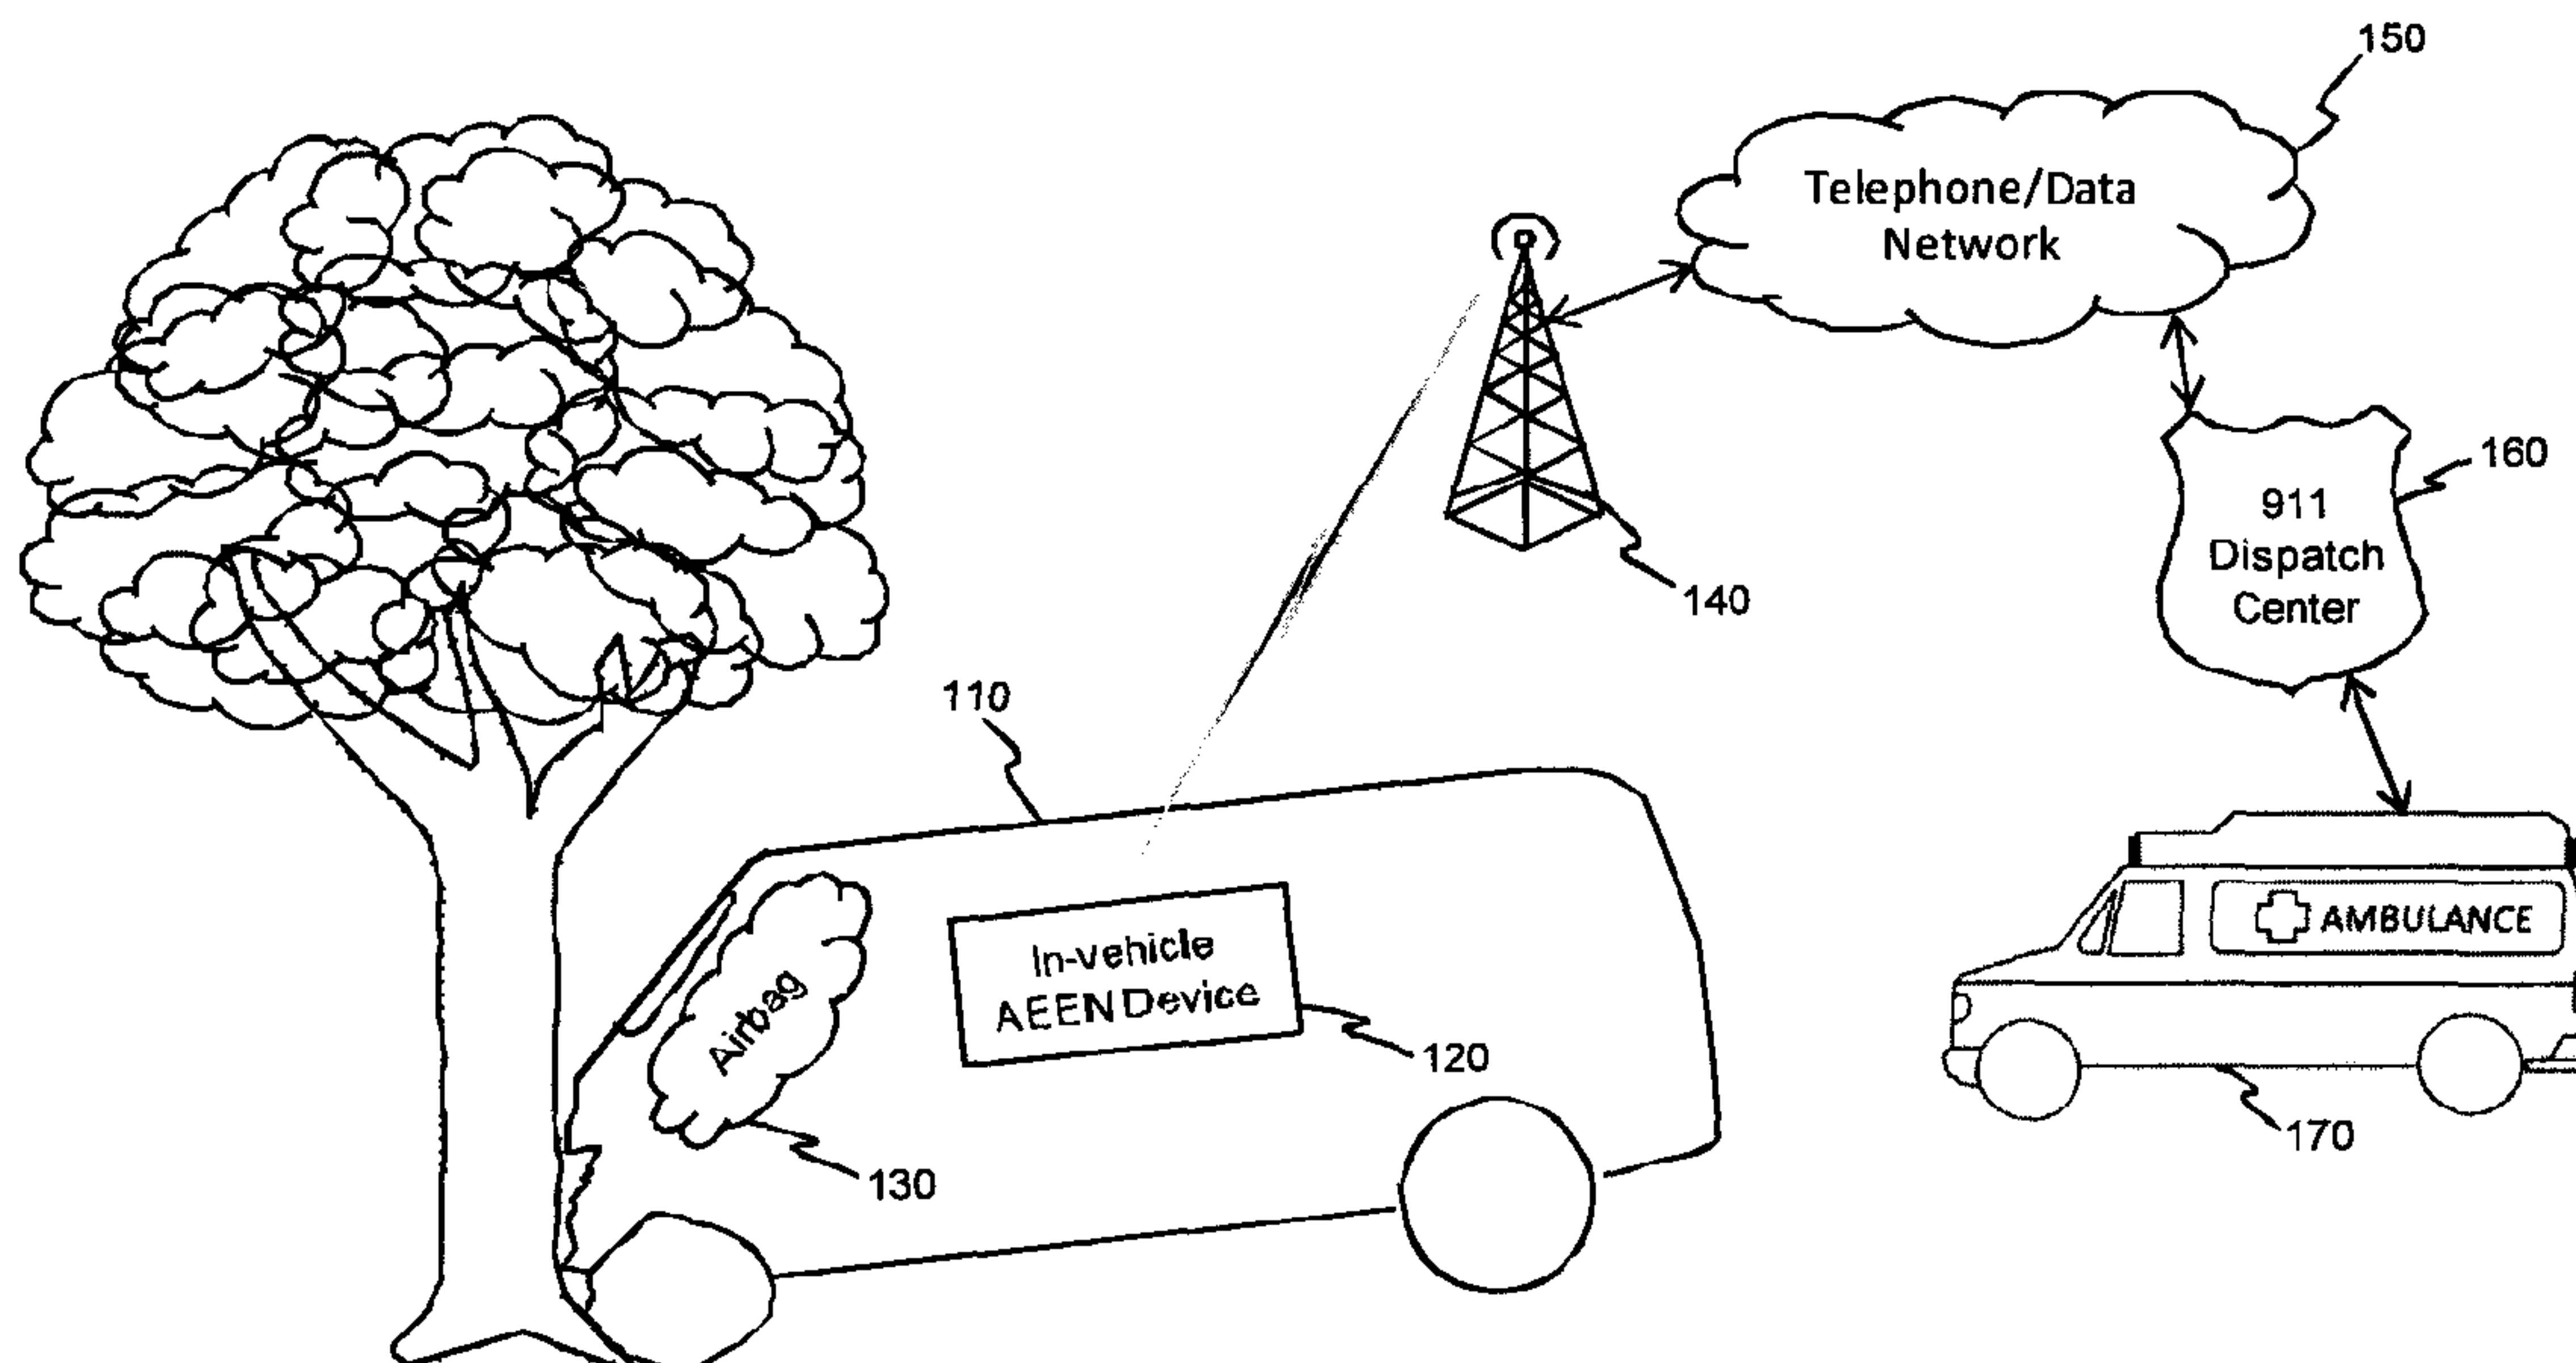 150
Telephone/Data
Network
160
911
Dispatch
Center
140
110
In-vehicle
AEEN Device
120
Airbag
130
AMBULANCE
170